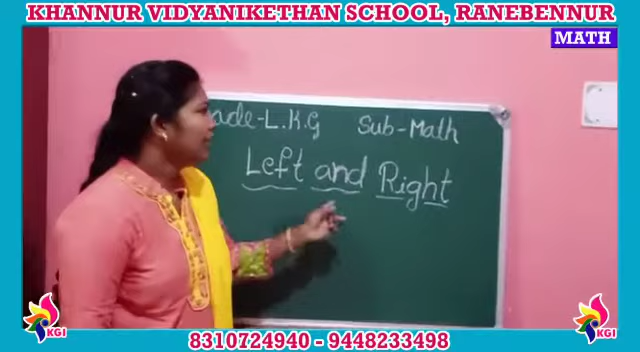 KHANNUR VIDYANIKETHAN SCHOOL, RANEBENNUR
MATH
ade-L.K.G Sub-Math
Left and Right
KGI
KGI
8310724940 - 9448233498